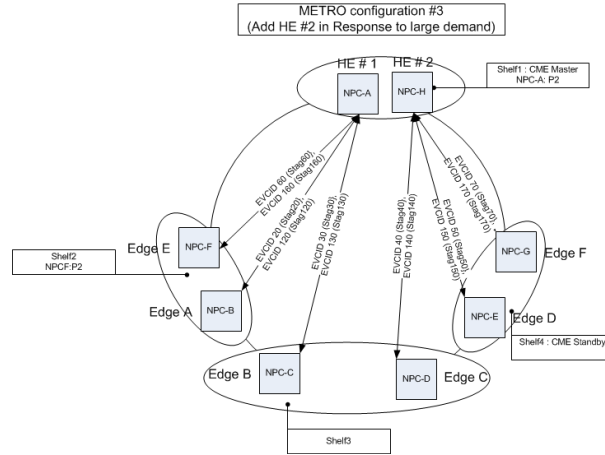 METRO configuration #3
(Add HE #2 in Response to large demand)
HE # 1
HE # 2
Shelf1 : CME Master
NPC-A: P2
NPC-A
NPC-H
EVCID 60 (Stag60),
EVCID 160 (Stag160)
EVCID 20 (Stag20),
EVCID 120 (Stag120)
EVCID 30 (Stag30),
EVCID 130 (Stag130)
EVCID 40 (Stag40),
EVCID 140 (Stag140)
EVCID 50 (Stag50),
EVCID 150 (Stag150)
EVCID 70 (Stag70),
EVCID 170 (Stag170)
Edge E
NPC-F
Shelf2
NPCF:P2
Edge A
NPC-B
NPC-G
Edge F
NPC-E
Edge D
Shelf4 : CME Standby
Edge B
NPC-C
NPC-D
Edge C
Shelf3